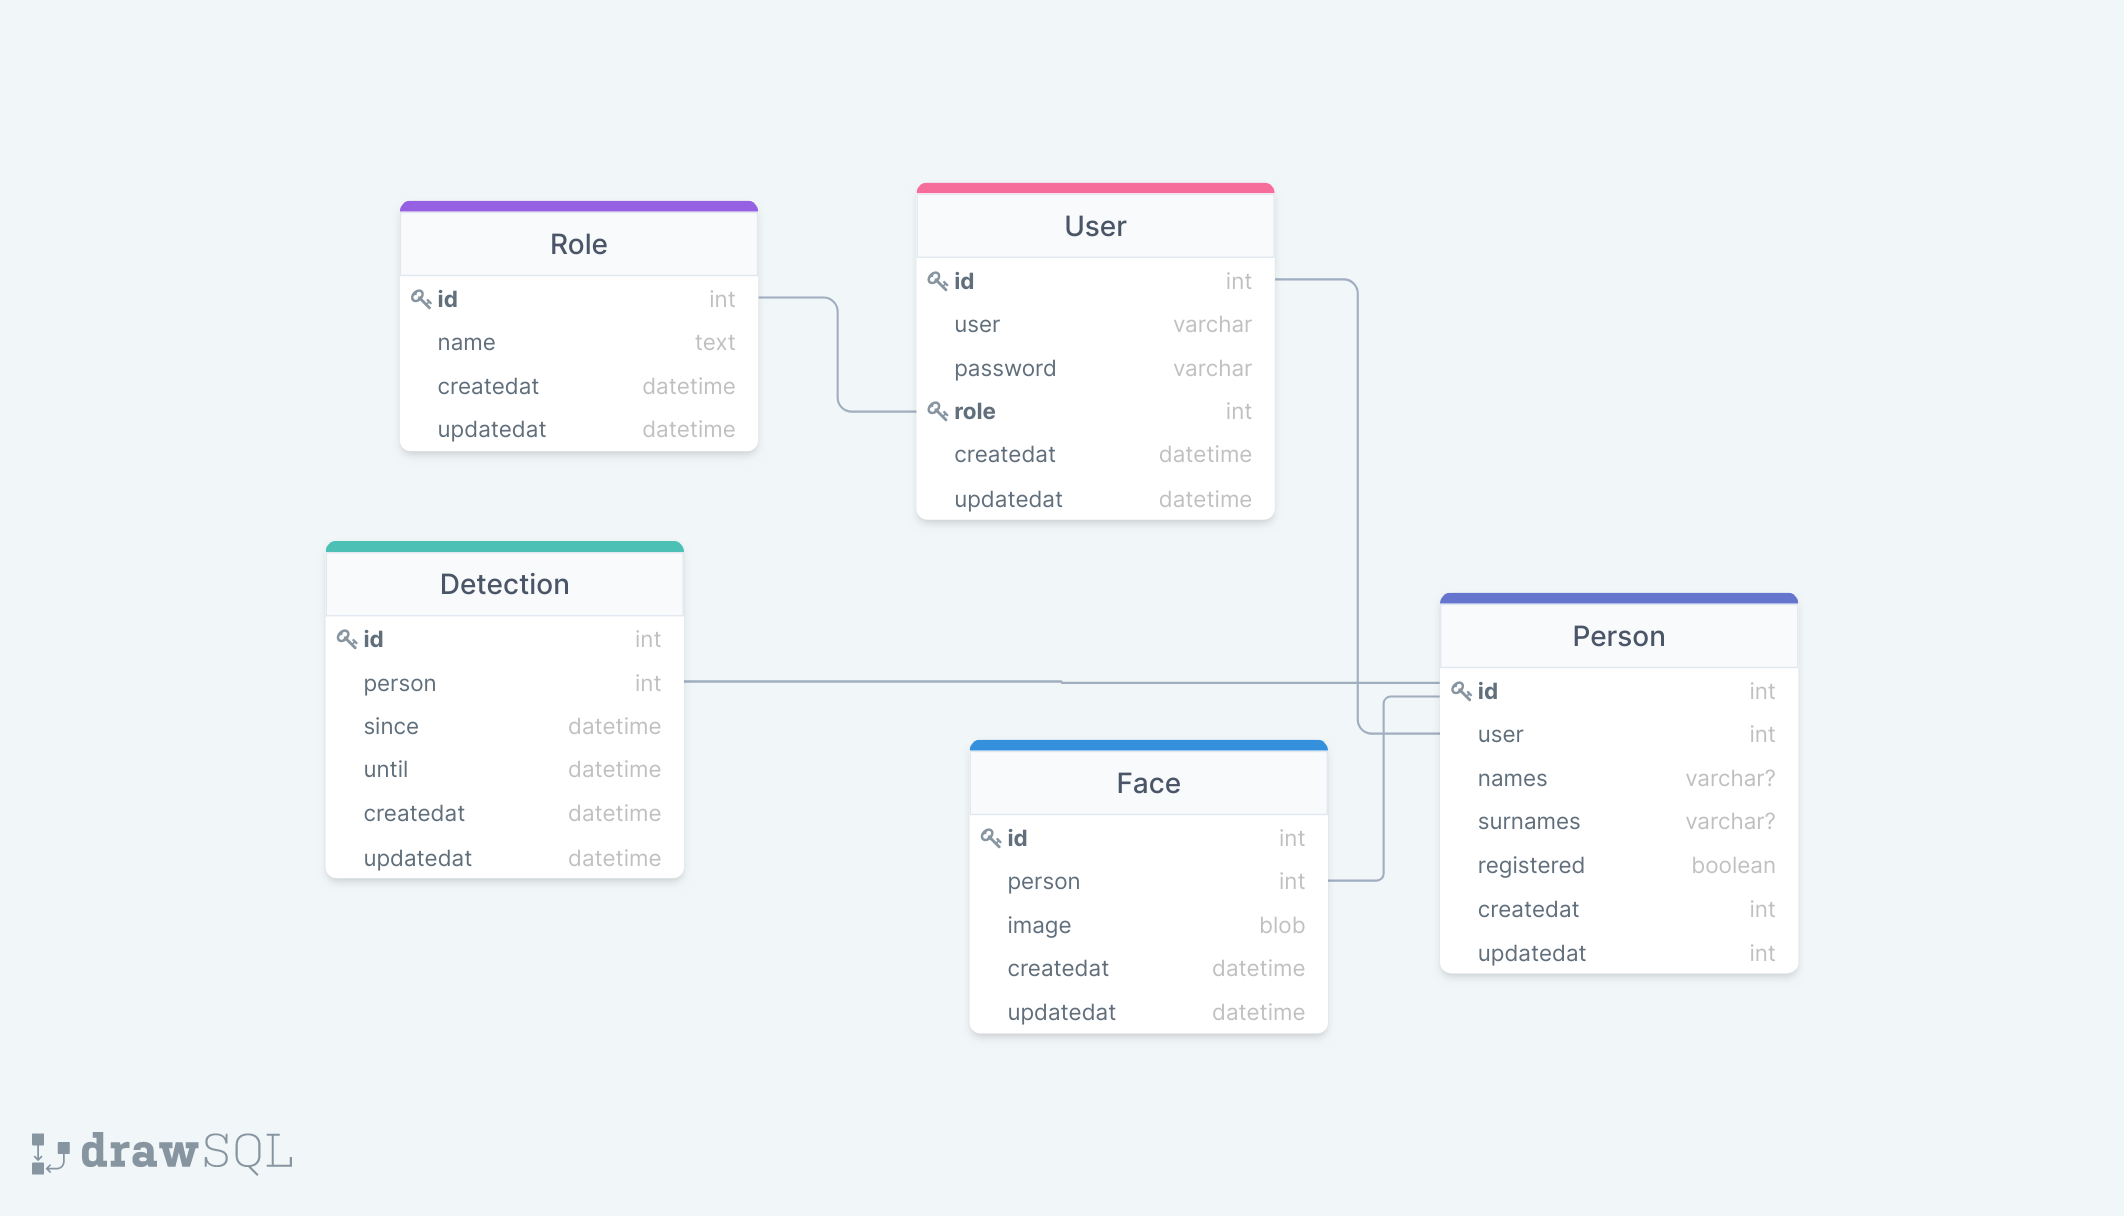 Role
id int
name text
createdat datetime
updatedat datetime
User
id int
user varchar
password varchar
role int
createdat datetime
updatedat datetime
Detection
id int
person int
since datetime
until datetime
createdat datetime
updatedat datetime
Face
id int
person int
image blob
createdat datetime
updatedat datetime
Person
id int
user int
names varchar?
surnames varchar?
registered boolean
createdat int
updatedat int
drawSQL